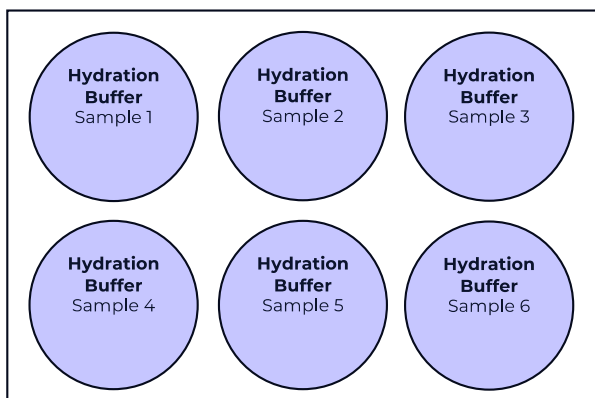 Hydration
Buffer
Sample 1
Hydration
Buffer
Sample 2
Hydration
Buffer
Sample 3
Hydration
Buffer
Sample 4
Hydration
Buffer
Sample 5
Hydration
Buffer
Sample 6